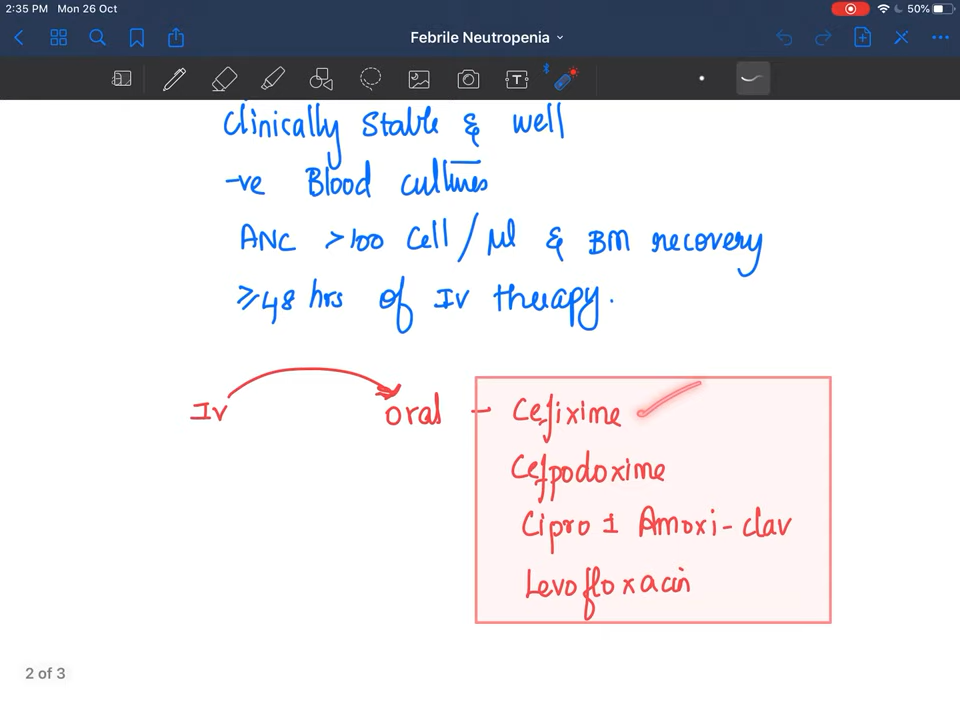 2:35 PM Mon 26 Oct
50%
Febrile Neutropenia
Clinically Stable & well
-ve Blood cultures
ANC >100 Cell/µl & BM recovery
≥48 hrs of IV therapy.
IV oral - Cefixime
Cefpodoxime
Cipro ± Amoxi-clav
Levofloxacin
2 of 3